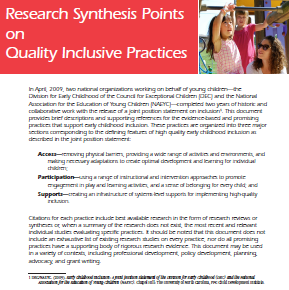 Research Synthesis Points
on
Quality Inclusive Practices
In April, 2009, two national organizations working on behalf of young children—the
Division for Early Childhood of the Council for Exceptional Children (DEC) and the National
Association for the Education of Young Children (NAEYC)—completed two years of historic and
collaborative work with the release of a joint position statement on inclusion¹. This document
provides brief descriptions and supporting references for the evidence-based and promising
practices that support early childhood inclusion. These practices are organized into three major
sections corresponding to the defining features of high quality early childhood inclusion as
described in the joint position statement:
Access—removing physical barriers, providing a wide range of activities and environments, and
making necessary adaptations to create optimal development and learning for individual
children;
Participation—using a range of instructional and intervention approaches to promote
engagement in play and learning activities, and a sense of belonging for every child; and
Supports—creating an infrastructure of systems-level supports for implementing high-quality
inclusion.
Citations for each practice include best available research in the form of research reviews or
syntheses or, when a summary of the research does not exist, the most recent and relevant
individual studies evaluating specific practices. It should be noted that this document does not
include an exhaustive list of existing research studies on every practice, nor do all promising
practices have a supporting body of rigorous research evidence. This document may be used
in a variety of contexts, including professional development, policy development, planning,
advocacy, and grant writing.
1 DEC/NAEYC. (2009). Early childhood inclusion: A joint position statement of the Division for Early Childhood (DEC) and the National
Association for the Education of Young Children (NAEYC). Chapel Hill: The University of North Carolina, FPG Child Development Institute.